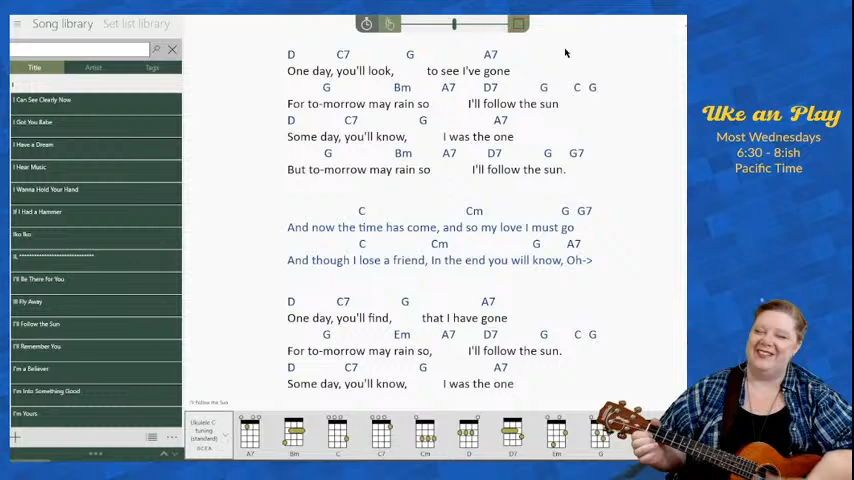 Song library Set list library
Title Artist Tags
I Can See Clearly Now
I Got You Babe
I Have a Dream
I Hear Music
I Wanna Hold Your Hand
If I Had a Hammer
Iko Iko
I'll Be There for You
I'll Fly Away
I'll Follow the Sun
I'll Remember You
I'm a Believer
I'm Into Something Good
I'm Yours
D C7 G A7
One day, you'll look, to see I've gone
G Bm A7 D7 G C G
For to-morrow may rain so I'll follow the sun
D C7 G A7
Some day, you'll know, I was the one
G Bm A7 D7 G G7
But to-morrow may rain so I'll follow the sun.
C Cm G G7
And now the time has come, and so my love I must go
C Cm G A7
And though I lose a friend, In the end you will know, Oh->
D C7 G A7
One day, you'll find, that I have gone
G Em A7 D7 G C G
For to-morrow may rain so, I'll follow the sun.
D C7 G A7
Some day, you'll know, I was the one
I'll Follow the Sun
Ukulele C
tuning
(standard)
GCEA
A7 Bm C C7 Cm D D7 Em G
Uke an Play
Most Wednesdays
6:30 - 8:ish
Pacific Time